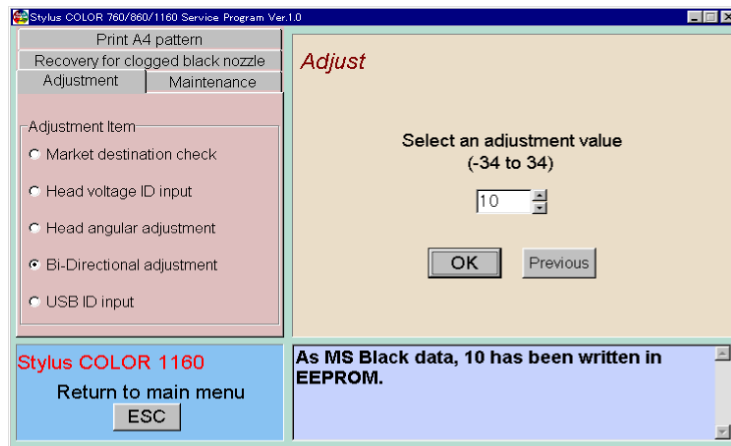 Stylus COLOR 760/860/1160 Service Program Ver.1.0
Print A4 pattern
Recovery for clogged black nozzle
Adjustment
Maintenance
Adjustment Item
Market destination check
Head voltage ID input
Head angular adjustment
Bi-Directional adjustment
USB ID input
Adjust
Select an adjustment value
(-34 to 34)
10
OK
Previous
Stylus COLOR 1160
Return to main menu
ESC
As MS Black data, 10 has been written in
EEPROM.